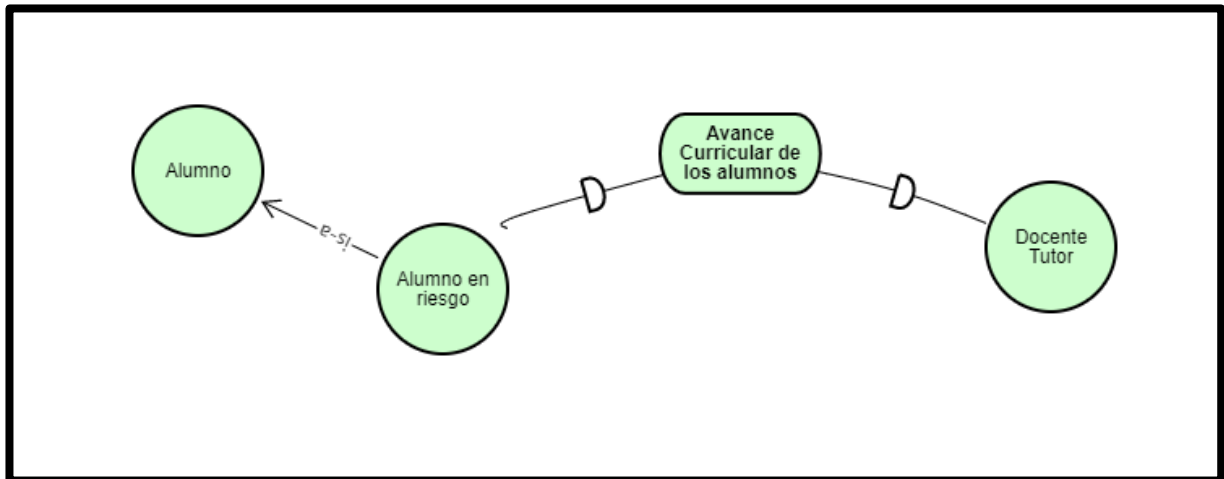 Alumno
is-a
Alumno en
riesgo
Avance
Curricular de
los alumnos
Docente
Tutor